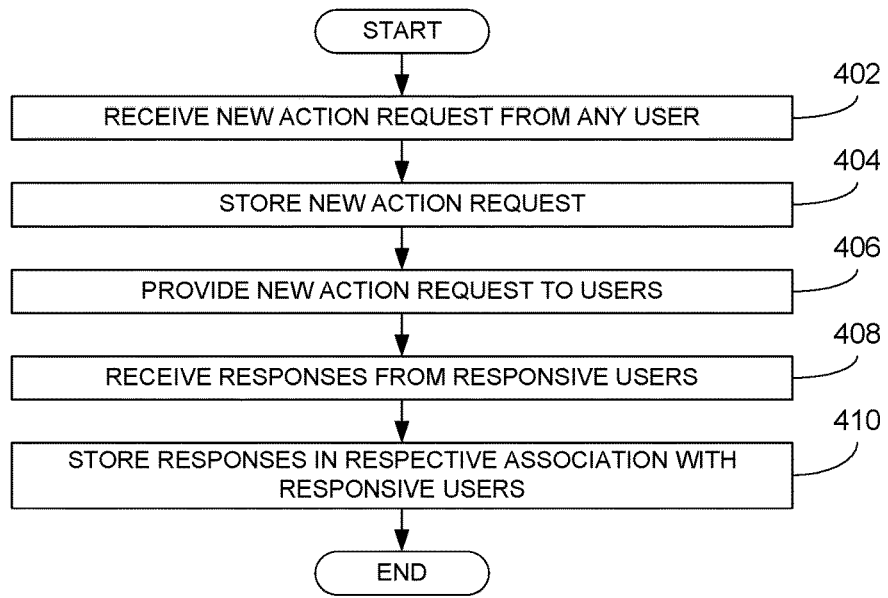 START
402
RECEIVE NEW ACTION REQUEST FROM ANY USER
404
STORE NEW ACTION REQUEST
406
PROVIDE NEW ACTION REQUEST TO USERS
408
RECEIVE RESPONSES FROM RESPONSIVE USERS
410
STORE RESPONSES IN RESPECTIVE ASSOCIATION WITH
RESPONSIVE USERS
END